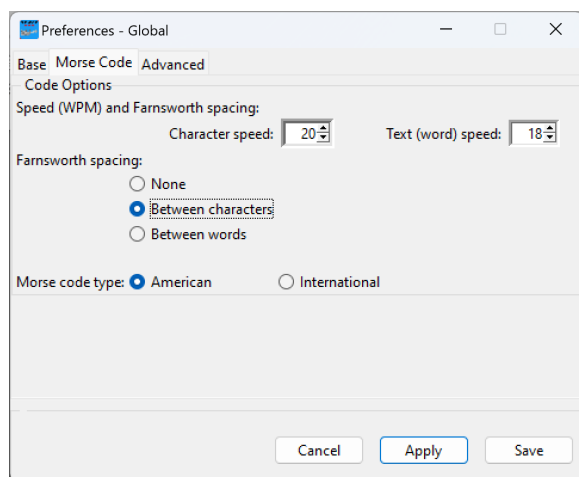 Preferences - Global
Base Morse Code Advanced
Code Options
Speed (WPM) and Farnsworth spacing:
Character speed: 20 Text (word) speed: 18
Farnsworth spacing:
None
Between characters
Between words
Morse code type: American International
Cancel Apply Save